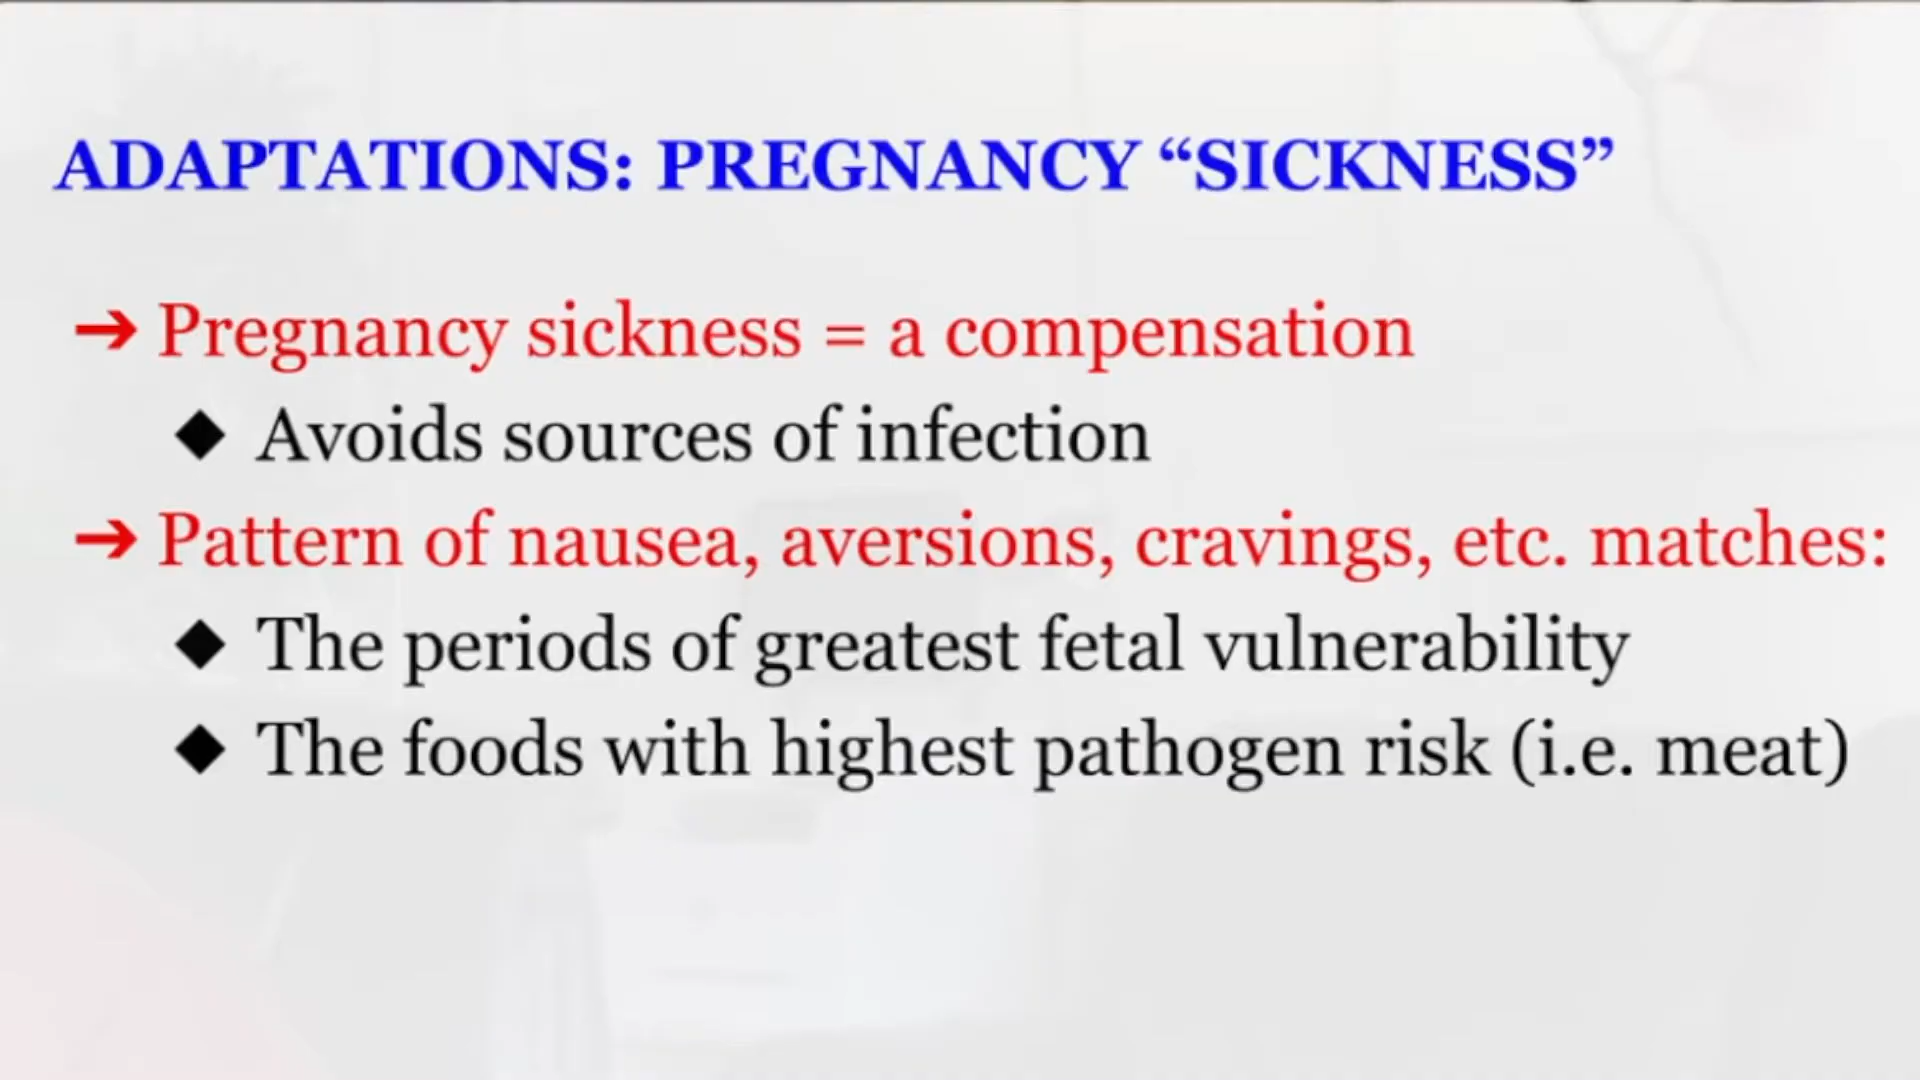 ADAPTATIONS: PREGNANCY “SICKNESS”
➔ Pregnancy sickness = a compensation
◆ Avoids sources of infection
➔ Pattern of nausea, aversions, cravings, etc. matches:
◆ The periods of greatest fetal vulnerability
◆ The foods with highest pathogen risk (i.e. meat)